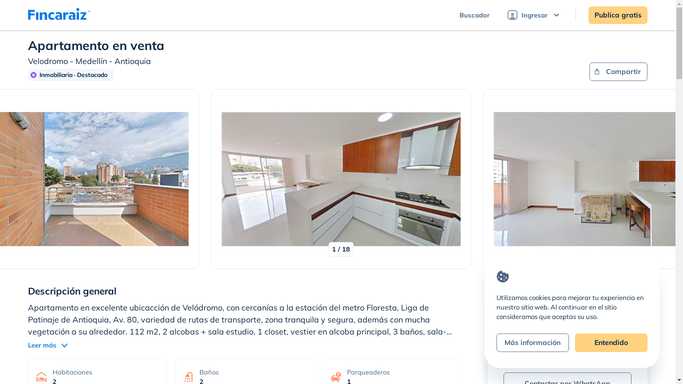 Fincaraiz
Buscador
Ingresar
Publica gratis
Apartamento en venta
Velodromo - Medellín - Antioquia
Inmobiliaria · Destacado
Compartir
1 / 18
Descripción general
Apartamento en excelente ubicacción de Velódromo, con cercanías a la estación del metro Floresta, Liga de
Patinaje de Antioquia, Av. 80, variedad de rutas de transporte, zona tranquila y segura, además con mucha
vegetación a su alrededor. 112 m2, 2 alcobas + sala estudio, 1 closet, vestier en alcoba principal, 3 baños, sala-...
Leer más
Habitaciones
2
Baños
2
Parqueaderos
1
Utilizamos cookies para mejorar tu experiencia en
nuestro sitio web. Al continuar en el sitio
consideramos que aceptás su uso.
Más información
Entendido
Contactar por WhatsApp